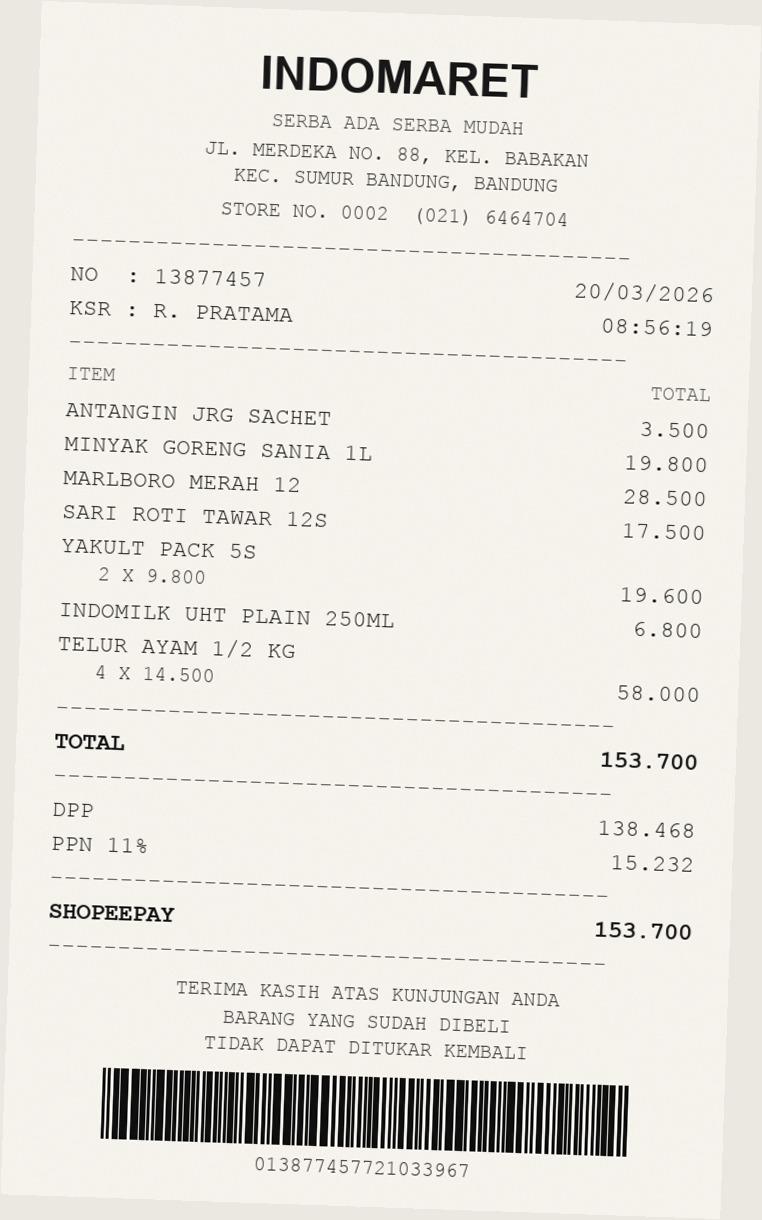 INDOMARET
SERBA ADA SERBA MUDAH
JL. MERDEKA NO. 88, KEL. BABAKAN
KEC. SUMUR BANDUNG, BANDUNG
STORE NO. 0002 (021) 6464704
----------------------------------------
NO : 13877457 20/03/2026
KSR : R. PRATAMA 08:56:19
----------------------------------------
ITEM TOTAL
ANTANGIN JRG SACHET 3.500
MINYAK GORENG SANIA 1L 19.800
MARLBORO MERAH 12 28.500
SARI ROTI TAWAR 12S 17.500
YAKULT PACK 5S
2 X 9.800 19.600
INDOMILK UHT PLAIN 250ML 6.800
TELUR AYAM 1/2 KG
4 X 14.500 58.000
----------------------------------------
TOTAL 153.700
----------------------------------------
DPP 138.468
PPN 11% 15.232
----------------------------------------
SHOPEEPAY 153.700
----------------------------------------
TERIMA KASIH ATAS KUNJUNGAN ANDA
BARANG YANG SUDAH DIBELI
TIDAK DAPAT DITUKAR KEMBALI
013877457721033967